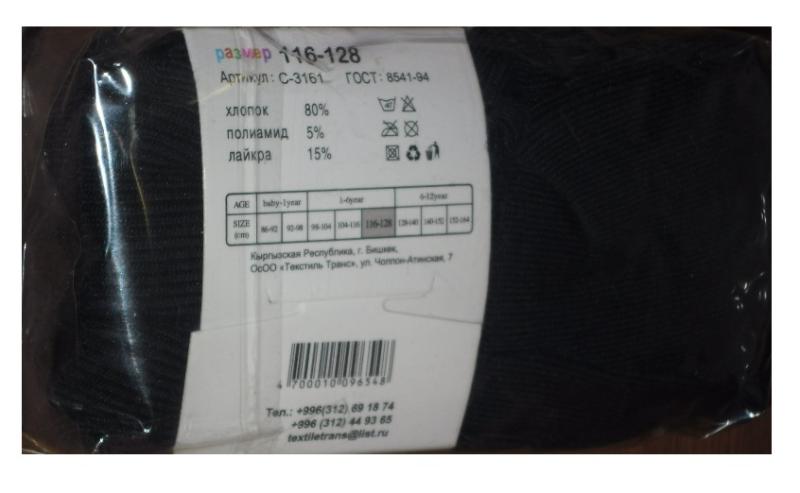 размер 116-128
Артикул: С-3161 ГОСТ: 8541-94
хлопок 80%
полиамид 5%
лайкра 15%
AGE baby-1year 1-6year 6-12year
SIZE (cm) 86-92 92-98 98-104 104-116 116-128 128-140 140-152 152-164
Кыргызская Республика, г. Бишкек,
ОсОО «Текстиль Транс», ул. Чолпон-Атинская, 7
4 700010 096548
Тел.: +996(312) 69 18 74
+996 (312) 44 93 65
textiletrans@list.ru